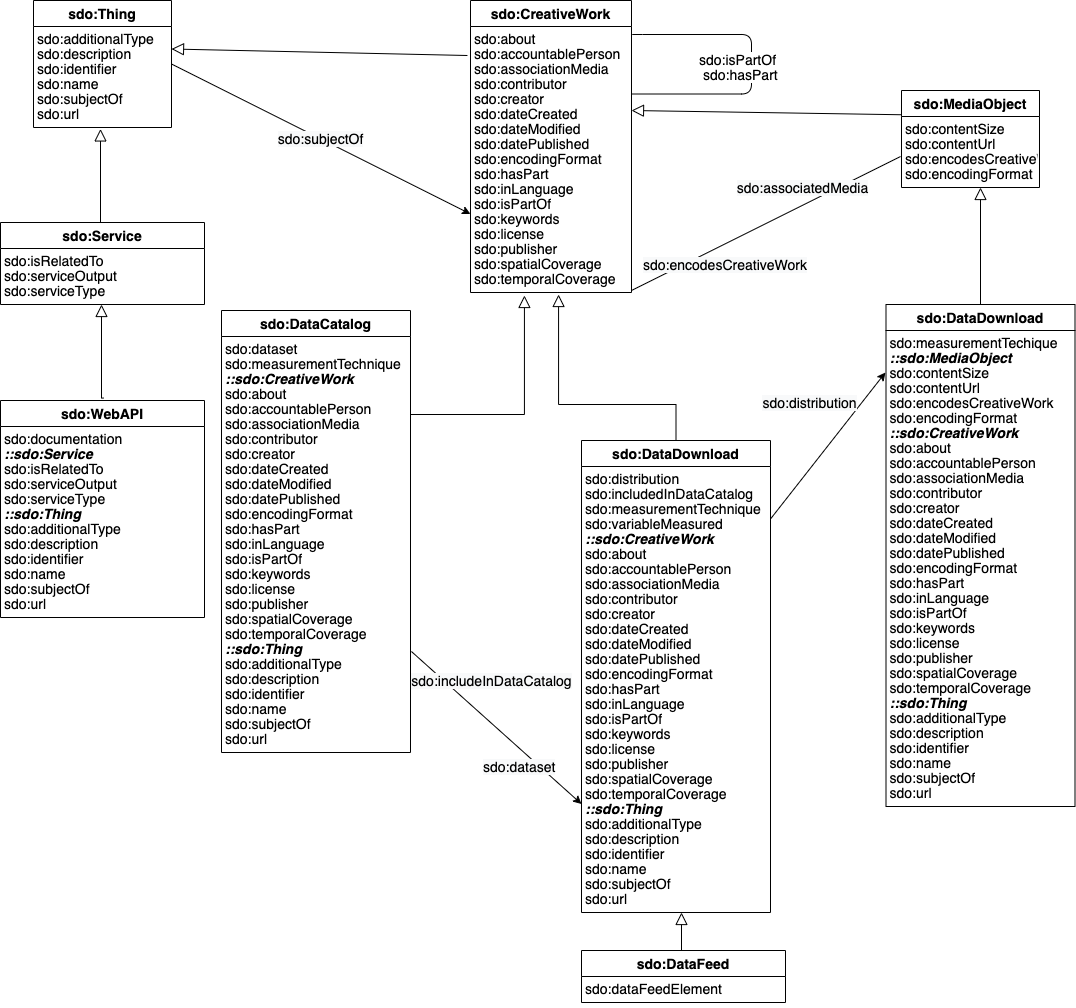 sdo:Thing
sdo:additionalType
sdo:description
sdo:identifier
sdo:name
sdo:subjectOf
sdo:url
sdo:CreativeWork
sdo:about
sdo:accountablePerson
sdo:associationMedia
sdo:contributor
sdo:creator
sdo:dateCreated
sdo:dateModified
sdo:datePublished
sdo:encodingFormat
sdo:hasPart
sdo:inLanguage
sdo:isPartOf
sdo:keywords
sdo:license
sdo:publisher
sdo:spatialCoverage
sdo:temporalCoverage
sdo:isPartOf
sdo:hasPart
sdo:MediaObject
sdo:contentSize
sdo:contentUrl
sdo:encodesCreative
sdo:encodingFormat
sdo:subjectOf
sdo:associatedMedia
sdo:encodesCreativeWork
sdo:Service
sdo:isRelatedTo
sdo:serviceOutput
sdo:serviceType
sdo:WebAPI
sdo:documentation
::sdo:Service
sdo:isRelatedTo
sdo:serviceOutput
sdo:serviceType
::sdo:Thing
sdo:additionalType
sdo:description
sdo:identifier
sdo:name
sdo:subjectOf
sdo:url
sdo:DataCatalog
sdo:dataset
sdo:measurementTechnique
::sdo:CreativeWork
sdo:about
sdo:accountablePerson
sdo:associationMedia
sdo:contributor
sdo:creator
sdo:dateCreated
sdo:dateModified
sdo:datePublished
sdo:encodingFormat
sdo:hasPart
sdo:inLanguage
sdo:isPartOf
sdo:keywords
sdo:license
sdo:publisher
sdo:spatialCoverage
sdo:temporalCoverage
::sdo:Thing
sdo:additionalType
sdo:description
sdo:identifier
sdo:name
sdo:subjectOf
sdo:url
sdo:includeInDataCatalog
sdo:dataset
sdo:DataDownload
sdo:distribution
sdo:includedInDataCatalog
sdo:measurementTechnique
sdo:variableMeasured
::sdo:CreativeWork
sdo:about
sdo:accountablePerson
sdo:associationMedia
sdo:contributor
sdo:creator
sdo:dateCreated
sdo:dateModified
sdo:datePublished
sdo:encodingFormat
sdo:hasPart
sdo:inLanguage
sdo:isPartOf
sdo:keywords
sdo:license
sdo:publisher
sdo:spatialCoverage
sdo:temporalCoverage
::sdo:Thing
sdo:additionalType
sdo:description
sdo:identifier
sdo:name
sdo:subjectOf
sdo:url
sdo:distribution
sdo:DataDownload
sdo:measurementTechique
::sdo:MediaObject
sdo:contentSize
sdo:contentUrl
sdo:encodesCreativeWork
sdo:encodingFormat
::sdo:CreativeWork
sdo:about
sdo:accountablePerson
sdo:associationMedia
sdo:contributor
sdo:creator
sdo:dateCreated
sdo:dateModified
sdo:datePublished
sdo:encodingFormat
sdo:hasPart
sdo:inLanguage
sdo:isPartOf
sdo:keywords
sdo:license
sdo:publisher
sdo:spatialCoverage
sdo:temporalCoverage
::sdo:Thing
sdo:additionalType
sdo:description
sdo:identifier
sdo:name
sdo:subjectOf
sdo:url
sdo:DataFeed
sdo:dataFeedElement